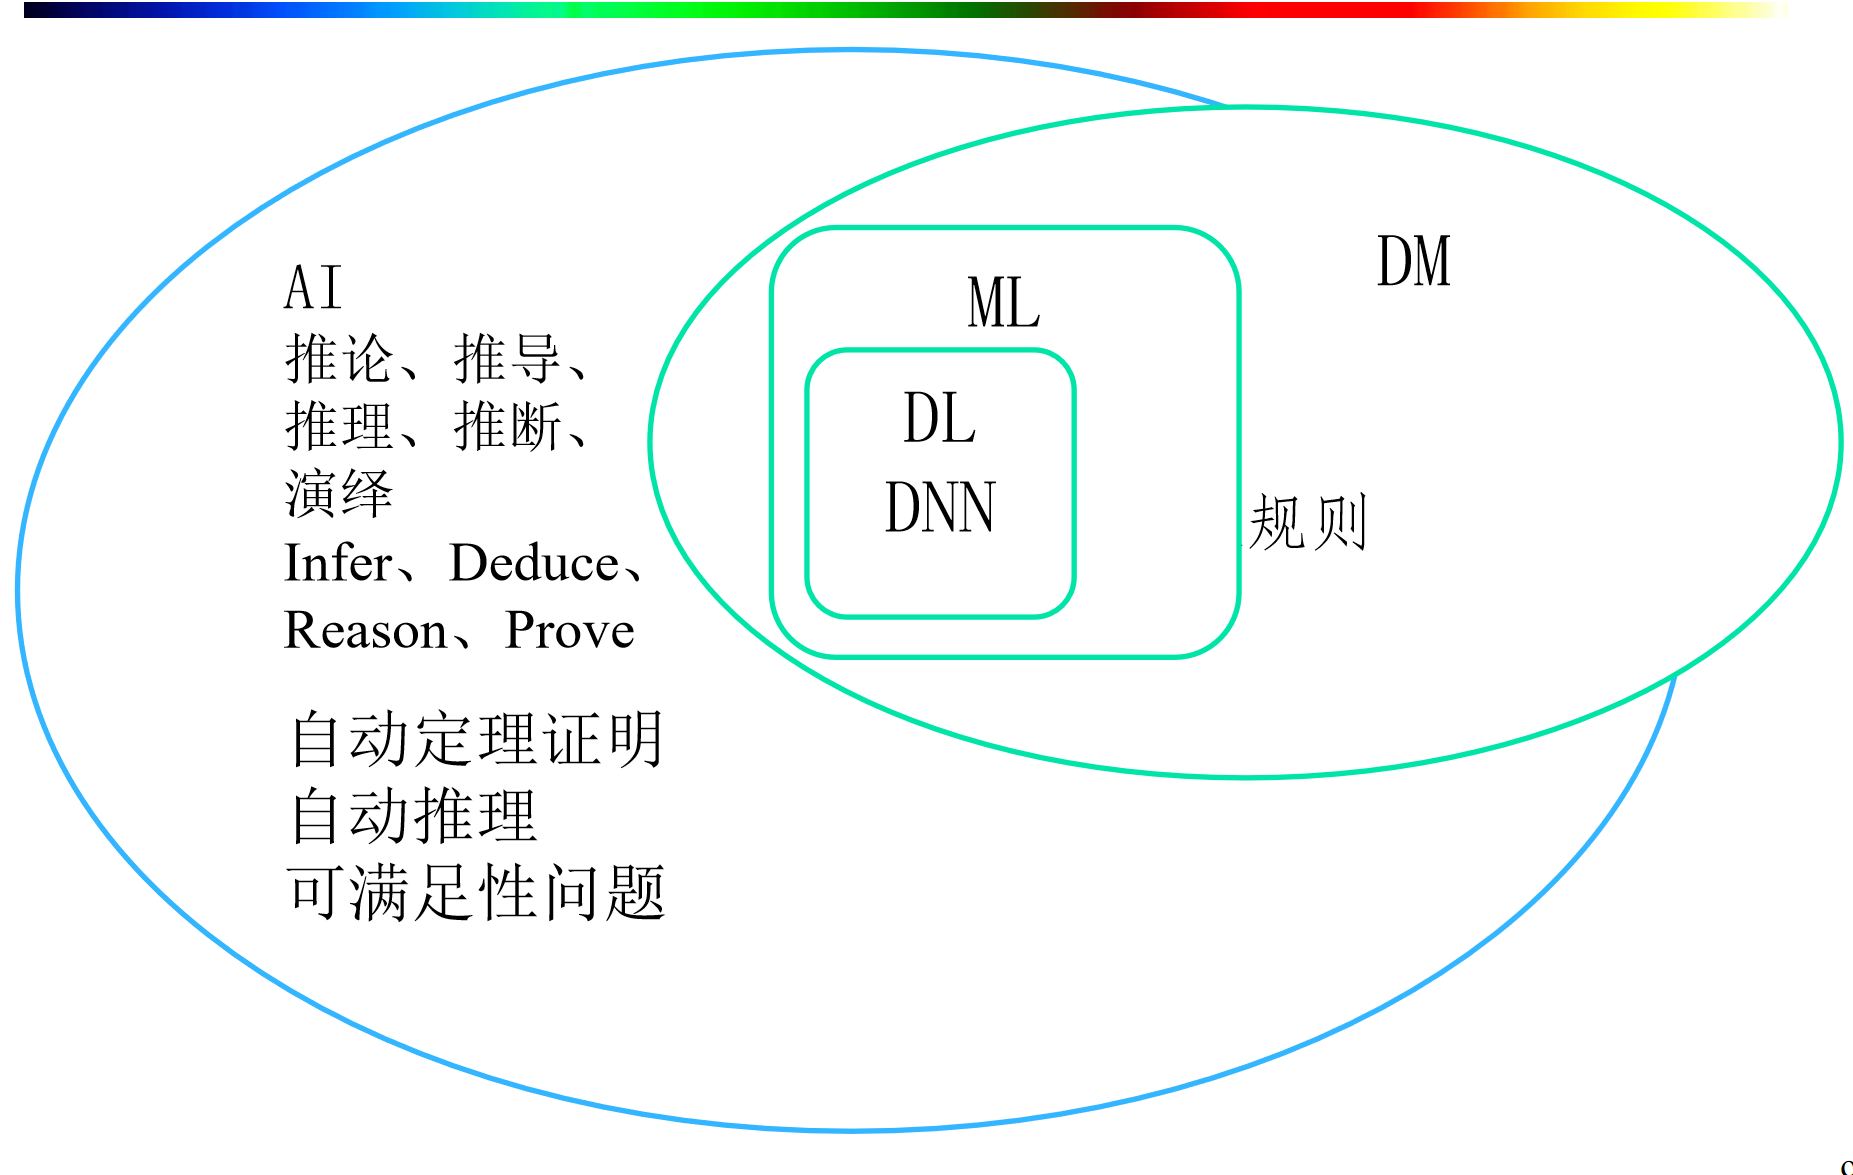 AI
推论、推导、
推理、推断、
演绎
Infer、Deduce、
Reason、Prove
自动定理证明
自动推理
可满足性问题
ML
DL
DNN
DM
规则